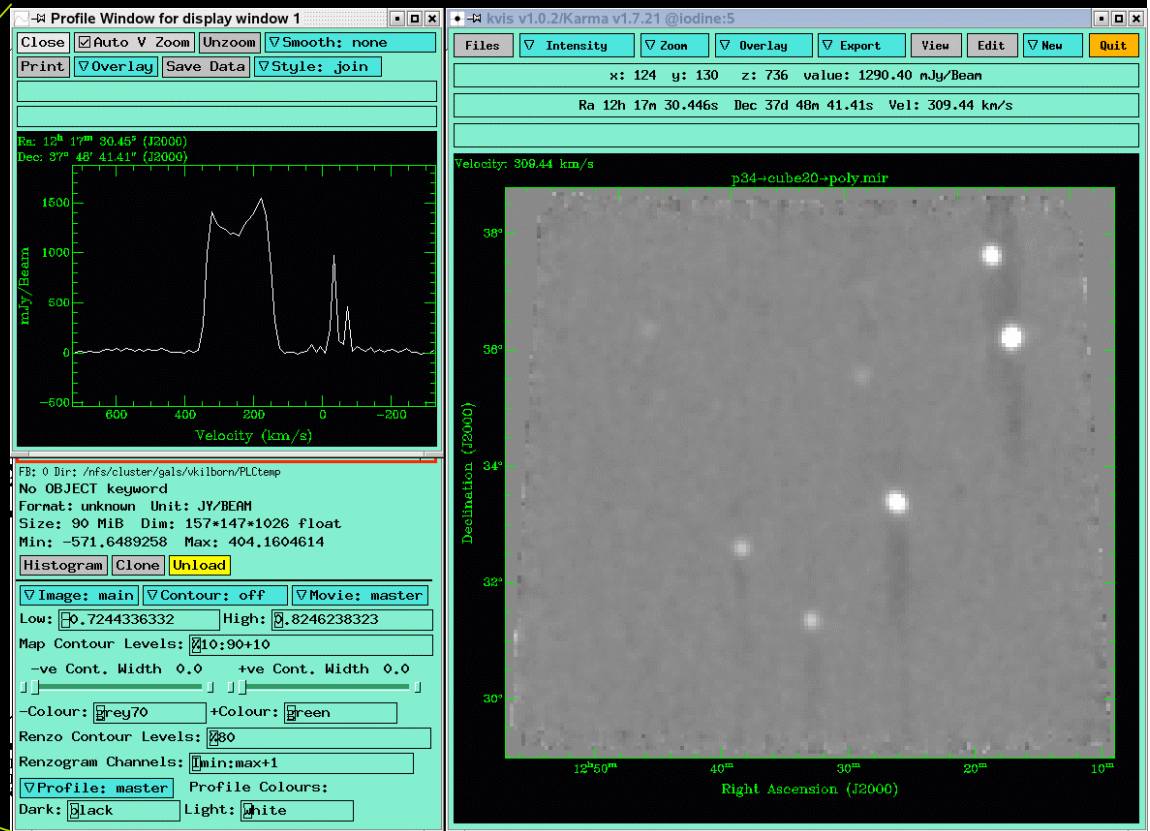 Profile Window for display window 1
Close Auto V Zoom Unzoom Smooth: none
Print Overlay Save Data Style: join
Ra: 12h 17m 30.45s (J2000)
Dec: 37° 48' 41.41" (J2000)
1500
1000
500
0
-500
mJy/Beam
600 400 200 0 -200
Velocity (km/s)
FB: 0 Dir: /nfs/cluster/gals/vkilborn/PLCtemp
No OBJECT keyword
Format: unknown Unit: JY/BEAM
Size: 90 MiB Dim: 157*147*1026 float
Min: -571.6489258 Max: 404.1604614
Histogram Clone Unload
Image: main Contour: off Movie: master
Low: -0.7244336332 High: 0.8246238323
Map Contour Levels: %10:90+10
-ve Cont. Width 0.0 +ve Cont. Width 0.0
-Colour: grey70 +Colour: green
Renzo Contour Levels: %80
Renzogram Channels: Imin:max+1
Profile: master Profile Colours:
Dark: black Light: White
kvis v1.0.2/Karma v1.7.21 @iodine:5
Files Intensity Zoom Overlay Export View Edit New Quit
x: 124 y: 130 z: 736 value: 1290.40 mJy/Beam
Ra 12h 17m 30.446s Dec 37d 48m 41.41s Vel: 309.44 km/s
Velocity: 309.44 km/s
p34→cube20→poly.mir
38°
36°
34°
32°
30°
Declination (J2000)
12h50m 40m 30m 20m 10m
Right Ascension (J2000)